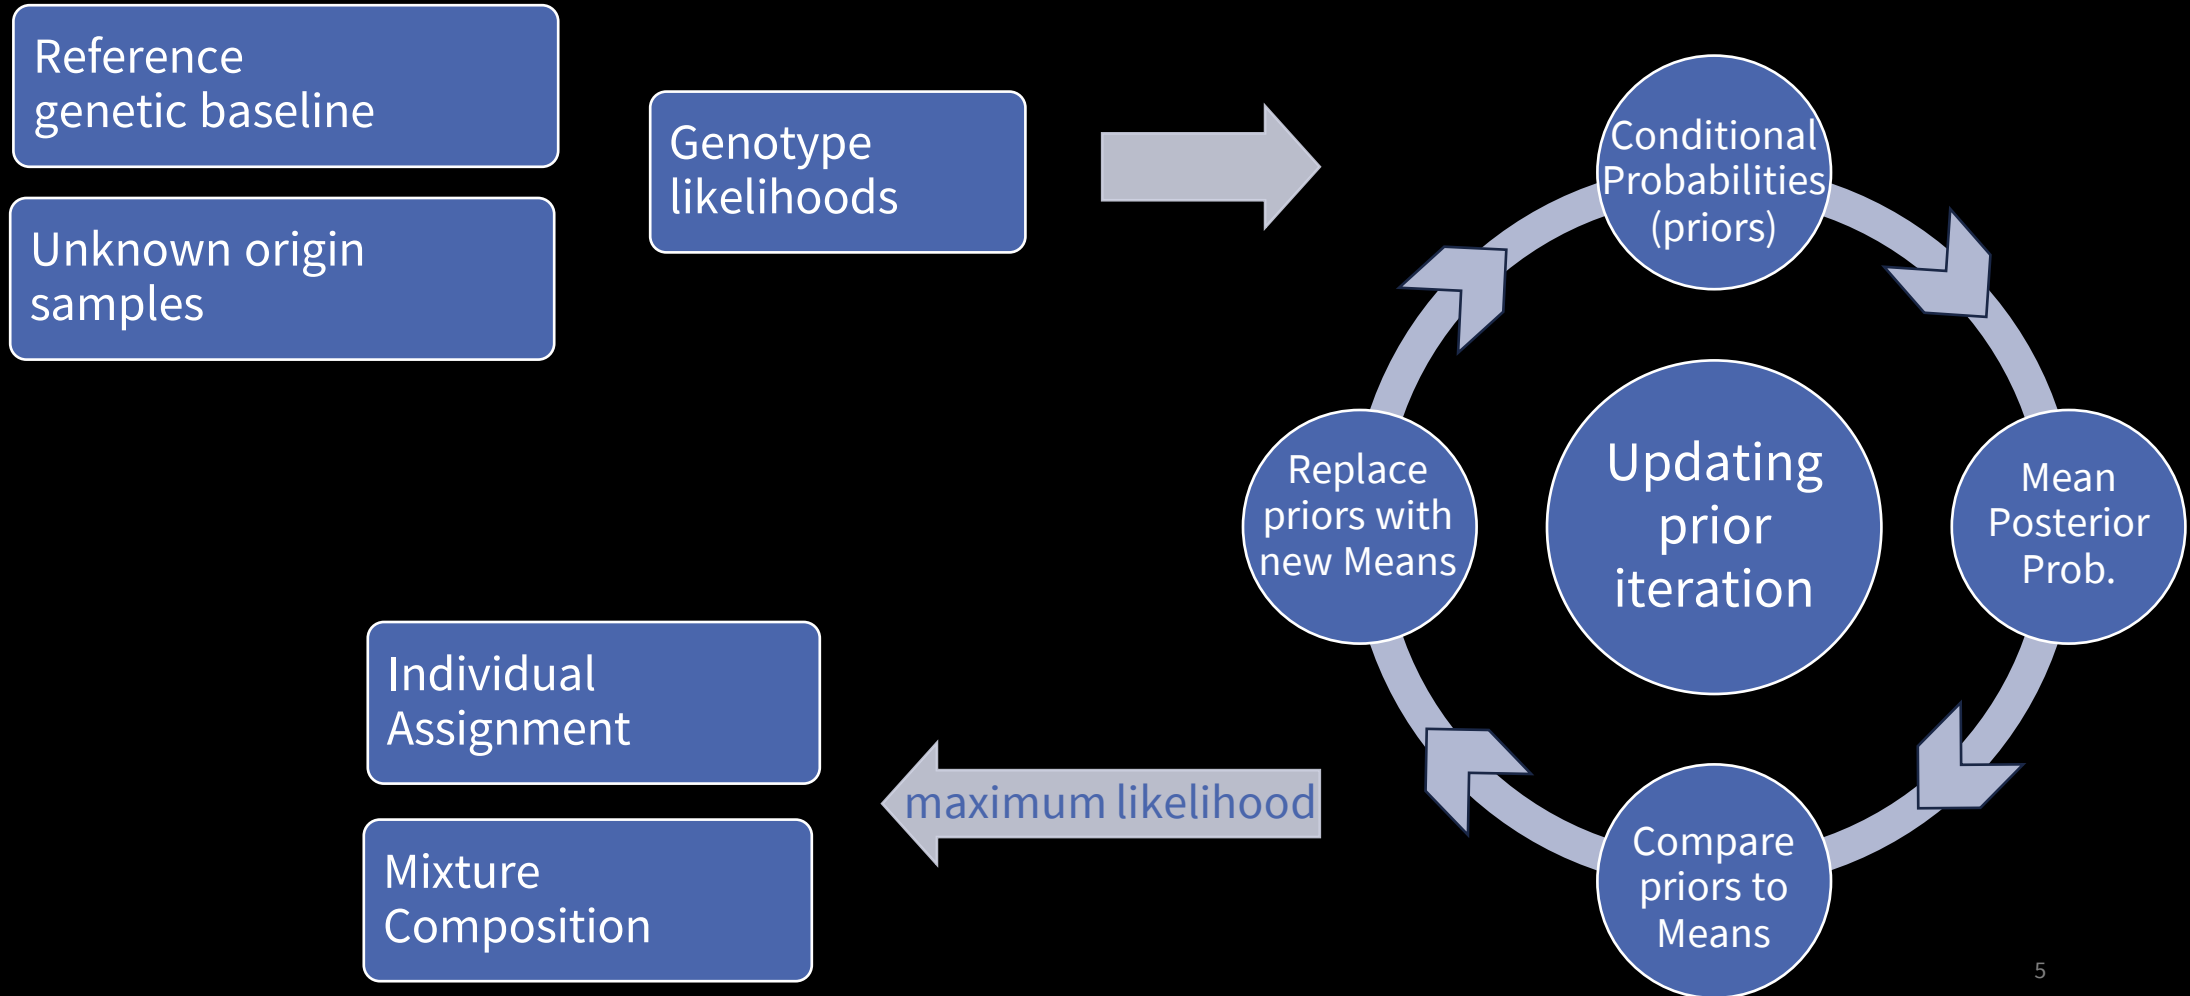 Reference
genetic baseline
Unknown origin
samples
Genotype
likelihoods
Conditional
Probabilities
(priors)
Mean
Posterior
Prob.
Compare
priors to
Means
Replace
priors with
new Means
Updating
prior
iteration
maximum likelihood
Individual
Assignment
Mixture
Composition
5